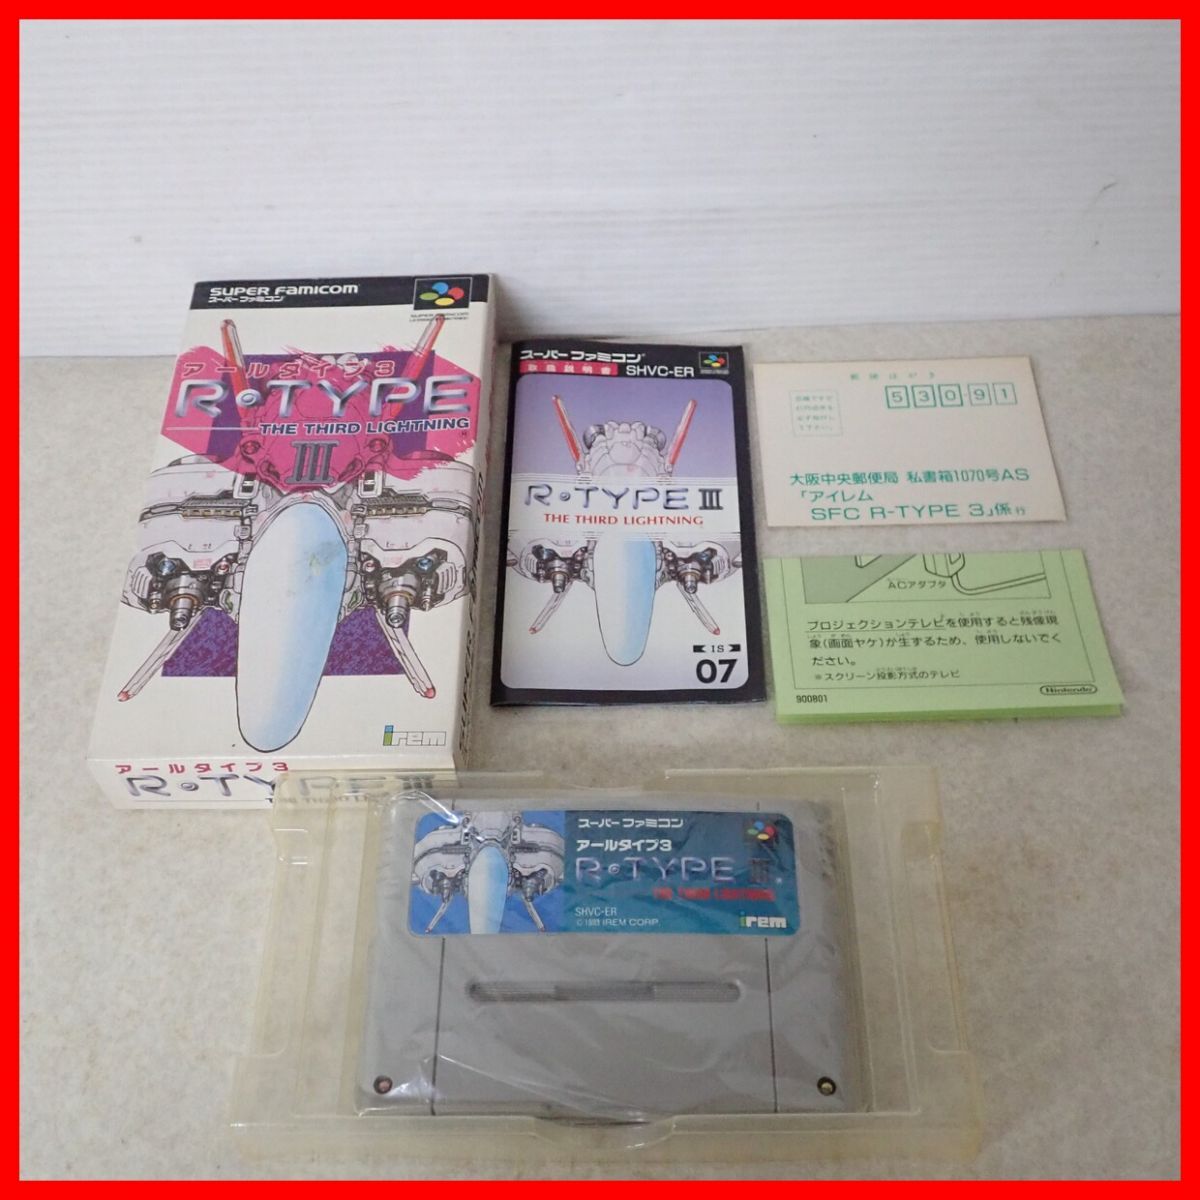 SUPER FAMICOM
スーパーファミコン
アールタイプ3
R・TYPE
THE THIRD LIGHTNING
III
irem
アールタイプ3
R・TYPE III
スーパーファミコン
取扱説明書 SHVC-ER
R・TYPE III
THE THIRD LIGHTNING
IS
07
郵便はがき
53091
大阪中央郵便局 私書箱1070号AS
「アイレム
SFC R-TYPE 3」係行
ACアダプタ
プロジェクションテレビを使用すると残像現
象(画面ヤケ)が生ずるため、使用しないでく
ださい。
※スクリーン投影方式のテレビ
900801
Nintendo
スーパーファミコン
アールタイプ3
R・TYPE III
THE THIRD LIGHTNING
SHVC-ER
IREM CORP.
irem